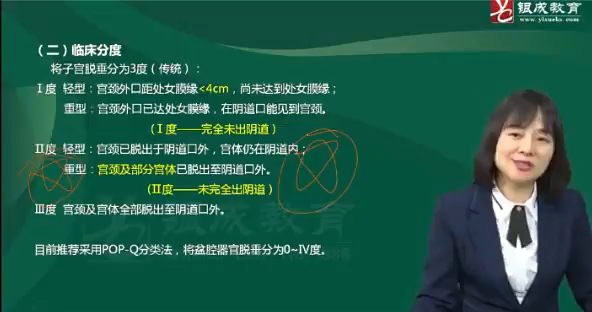 银成教育
www.yixueks.com
（二）临床分度
将子宫脱垂分为3度（传统）：
Ⅰ度 轻型：宫颈外口距处女膜缘<4cm，尚未达到处女膜缘；
重型：宫颈外口已达处女膜缘，在阴道口能见到宫颈。
（Ⅰ度——完全未出阴道）
Ⅱ度 轻型：宫颈已脱出于阴道口外，宫体仍在阴道内；
重型：宫颈及部分宫体已脱出至阴道口外。
（Ⅱ度——未完全出阴道）
Ⅲ度 宫颈及宫体全部脱出至阴道口外。
银成教育
目前推荐采用POP-Q分类法，将盆腔器官脱垂分为0~Ⅳ度。